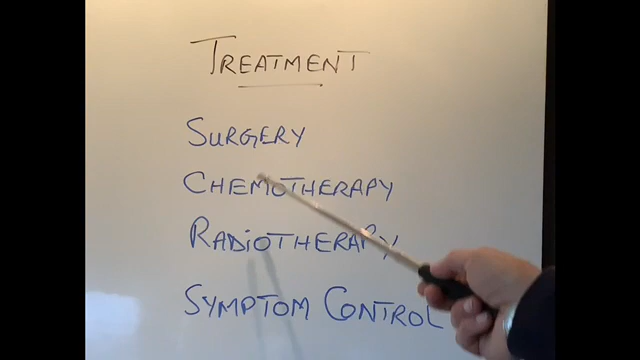 TREATMENT
SURGERY
CHEMOTHERAPY
RADIOTHERAPY
SYMPTOM CONTROL